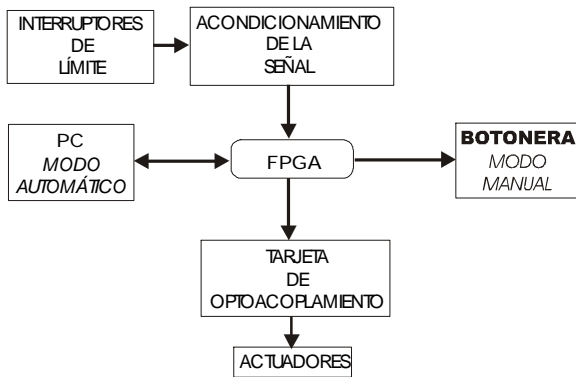 INTERRUPTORES
DE
LÍMITE
ACONDICIONAMIENTO
DE LA
SEÑAL
PC
MODO
AUTOMÁTICO
FPGA
BOTONERA
MODO
MANUAL
TARJETA
DE
OPTOACOPLAMIENTO
ACTUADORES